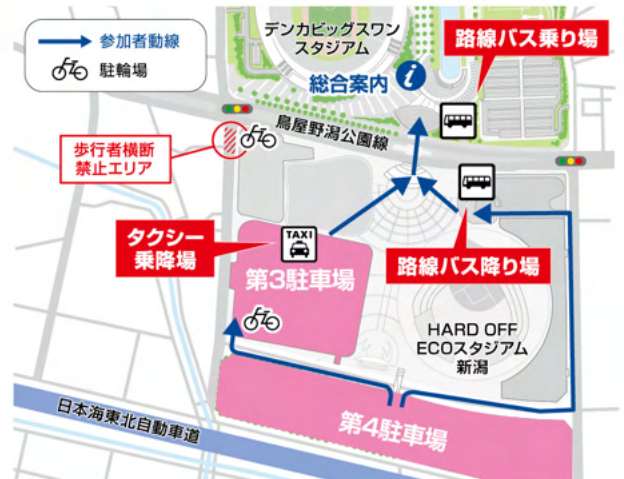 参加者動線
駐輪場
デンカビッグスワン
スタジアム
総合案内
i
路線バス乗り場
鳥屋野潟公園線
歩行者横断
禁止エリア
タクシー
乗降場
TAXI
第3駐車場
路線バス降り場
HARD OFF
ECOスタジアム
新潟
第4駐車場
日本海東北自動車道